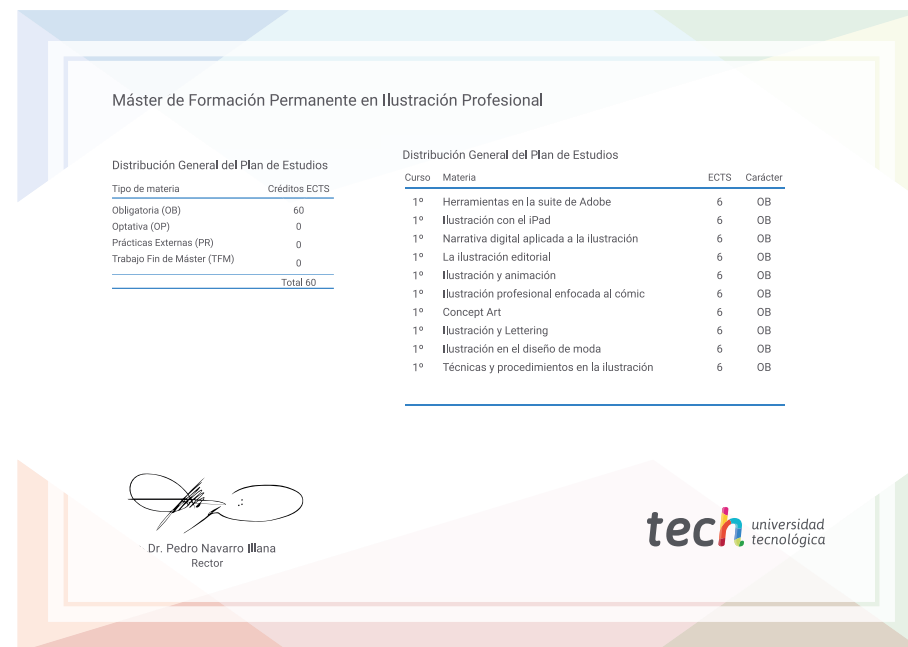 Máster de Formación Permanente en Ilustración Profesional
Distribución General del Plan de Estudios
Tipo de materia Créditos ECTS
Obligatoria (OB) 60
Optativa (OP) 0
Prácticas Externas (PR) 0
Trabajo Fin de Máster (TFM) 0
Total 60
Distribución General del Plan de Estudios
Curso Materia ECTS Carácter
1º Herramientas en la suite de Adobe 6 OB
1º Ilustración con el iPad 6 OB
1º Narrativa digital aplicada a la ilustración 6 OB
1º La ilustración editorial 6 OB
1º Ilustración y animación 6 OB
1º Ilustración profesional enfocada al cómic 6 OB
1º Concept Art 6 OB
1º Ilustración y Lettering 6 OB
1º Ilustración en el diseño de moda 6 OB
1º Técnicas y procedimientos en la ilustración 6 OB
Dr. Pedro Navarro Illana
Rector
tech universidad
tecnológica